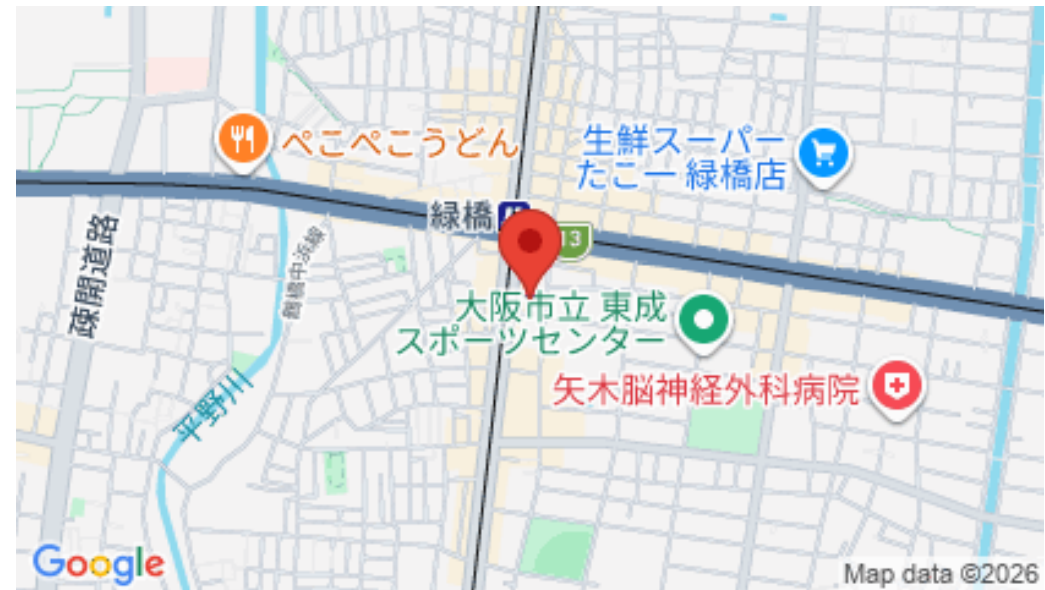 ぺこぺこうどん
生鮮スーパー
たこー 緑橋店
緑橋
13
疎開道路
大阪市立 東成
スポーツセンター
矢木脳神経外科病院
平野川
Google
Map data ©2026